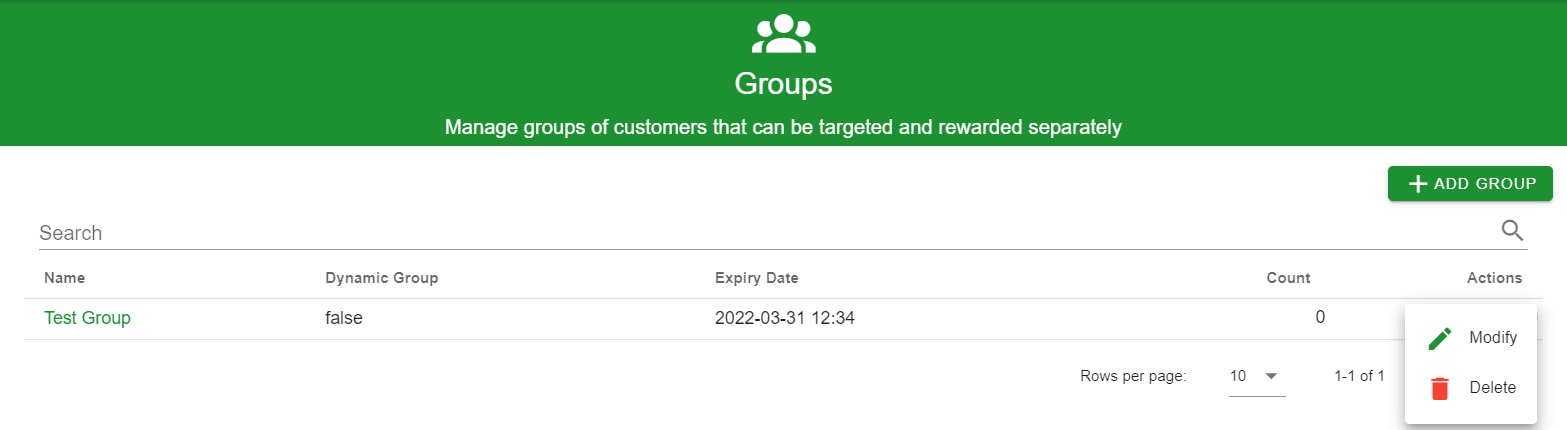 Groups
Manage groups of customers that can be targeted and rewarded separately
ADD GROUP
Search
Name Dynamic Group Expiry Date Count Actions
Test Group false 2022-03-31 12:34 0
Modify
Rows per page: 10 1-1 of 1
Delete